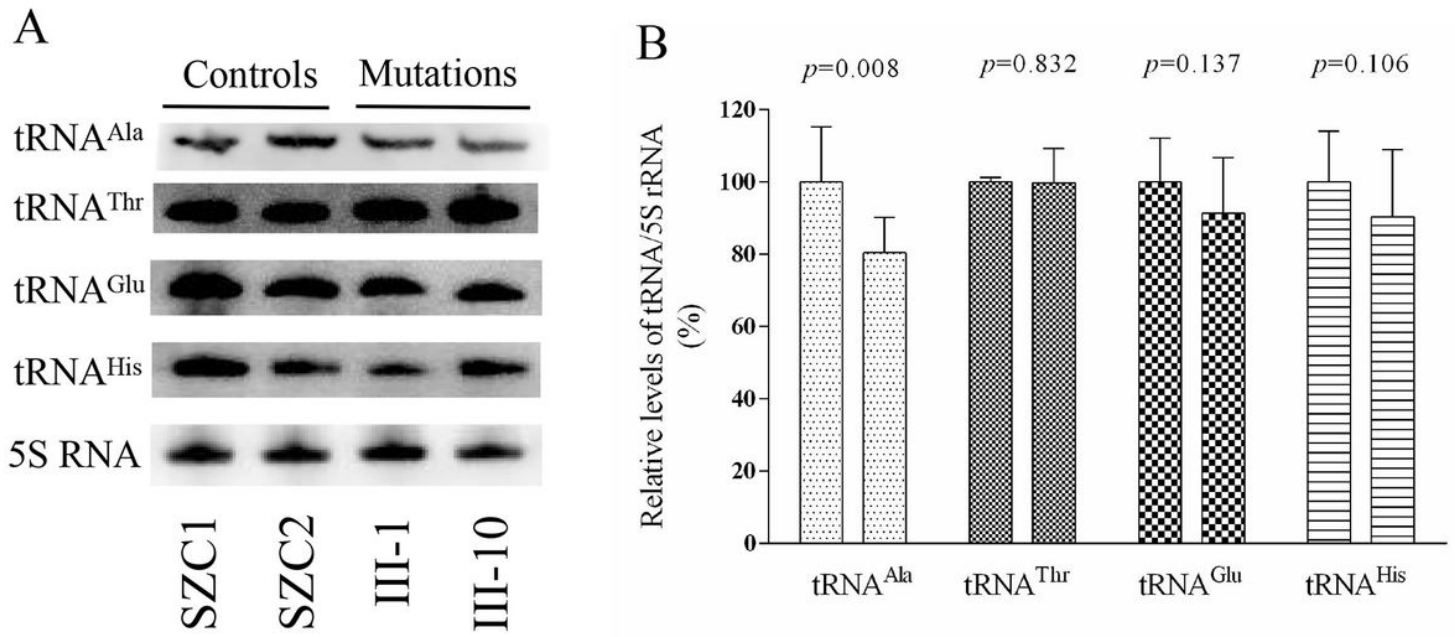 A
Controls Mutations
tRNAAla
tRNAThr
tRNAGlu
tRNAHis
5S RNA
SZC1
SZC2
III-1
III-10
B
p=0.008 p=0.832 p=0.137 p=0.106
Relative levels of tRNA/5S rRNA
(%)
120
100
80
60
40
20
0
tRNAAla tRNAThr tRNAGlu tRNAHis